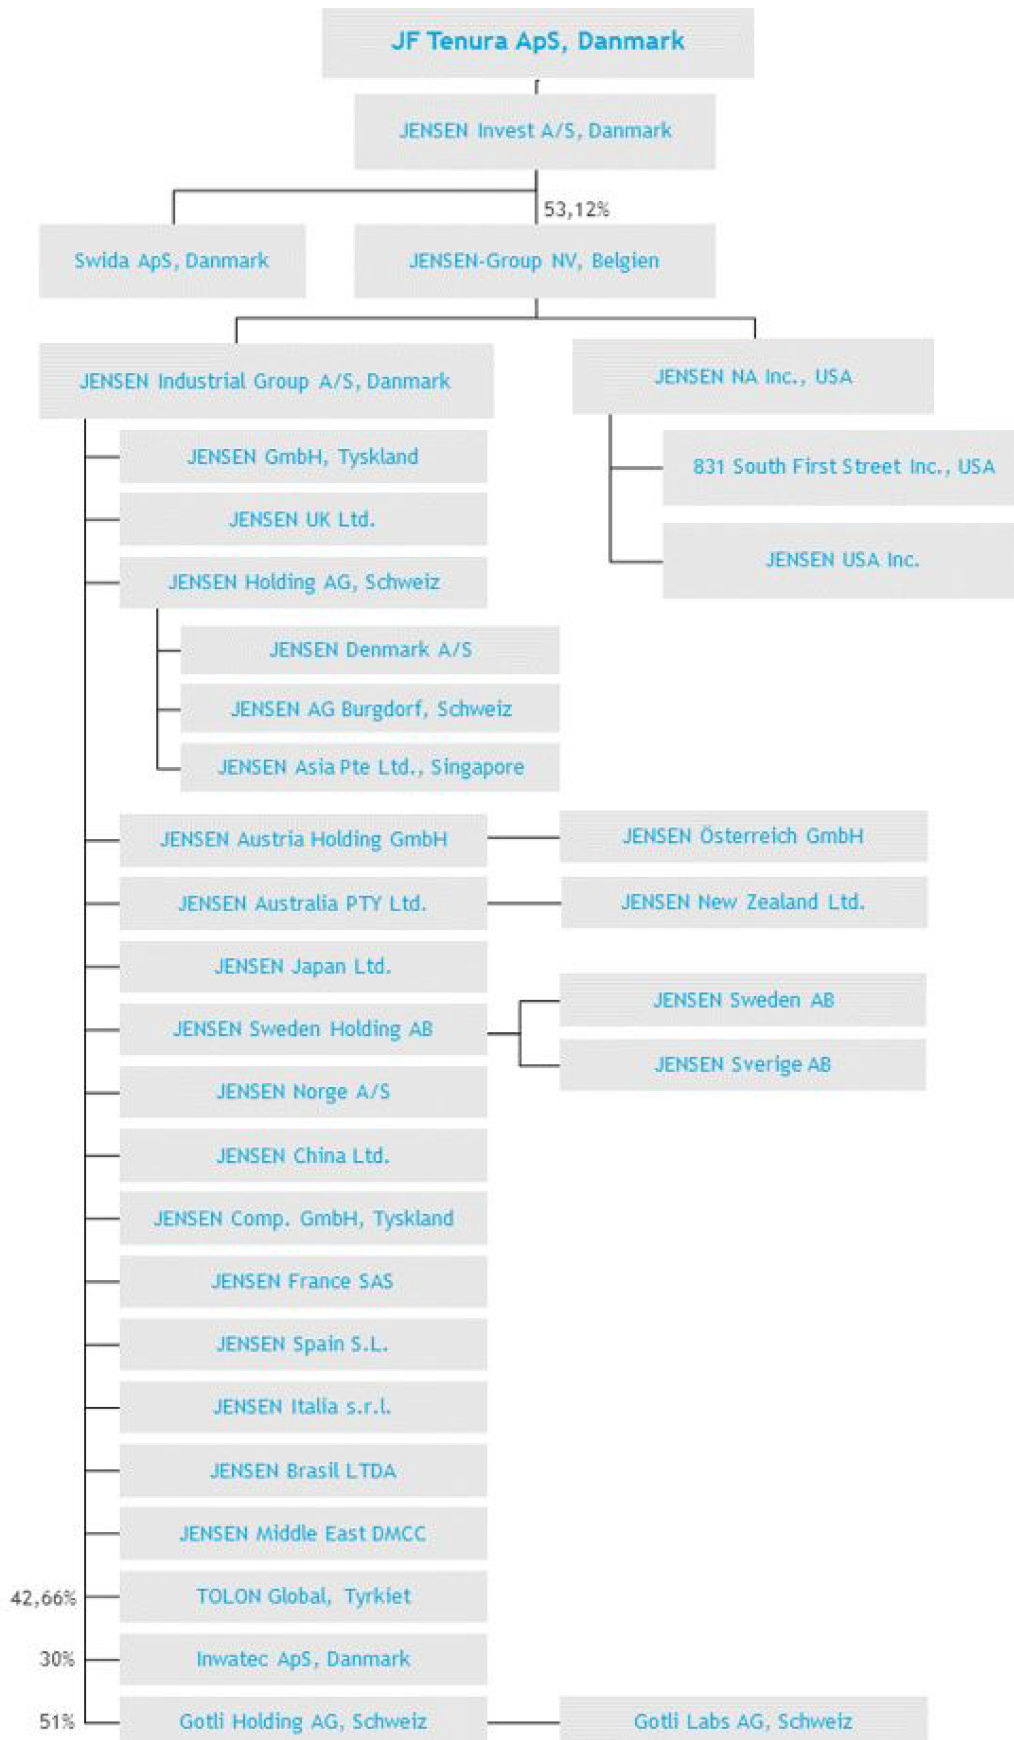 JF Tenura ApS, Danmark
JENSEN Invest A/S, Danmark
53,12%
Swida ApS, Danmark
JENSEN-Group NV, Belgien
JENSEN Industrial Group A/S, Danmark
JENSEN NA Inc., USA
JENSEN GmbH, Tyskland
831 South First Street Inc., USA
JENSEN UK Ltd.
JENSEN USA Inc.
JENSEN Holding AG, Schweiz
JENSEN Denmark A/S
JENSEN AG Burgdorf, Schweiz
JENSEN Asia Pte Ltd., Singapore
JENSEN Austria Holding GmbH
JENSEN Österreich GmbH
JENSEN Australia PTY Ltd.
JENSEN New Zealand Ltd.
JENSEN Japan Ltd.
JENSEN Sweden AB
JENSEN Sweden Holding AB
JENSEN Sverige AB
JENSEN Norge A/S
JENSEN China Ltd.
JENSEN Comp. GmbH, Tyskland
JENSEN France SAS
JENSEN Spain S.L.
JENSEN Italia s.r.l.
JENSEN Brasil LTDA
JENSEN Middle East DMCC
42,66%
TOLON Global, Tyrkiet
30%
Inwatec ApS, Danmark
51%
Gotli Holding AG, Schweiz
Gotli Labs AG, Schweiz